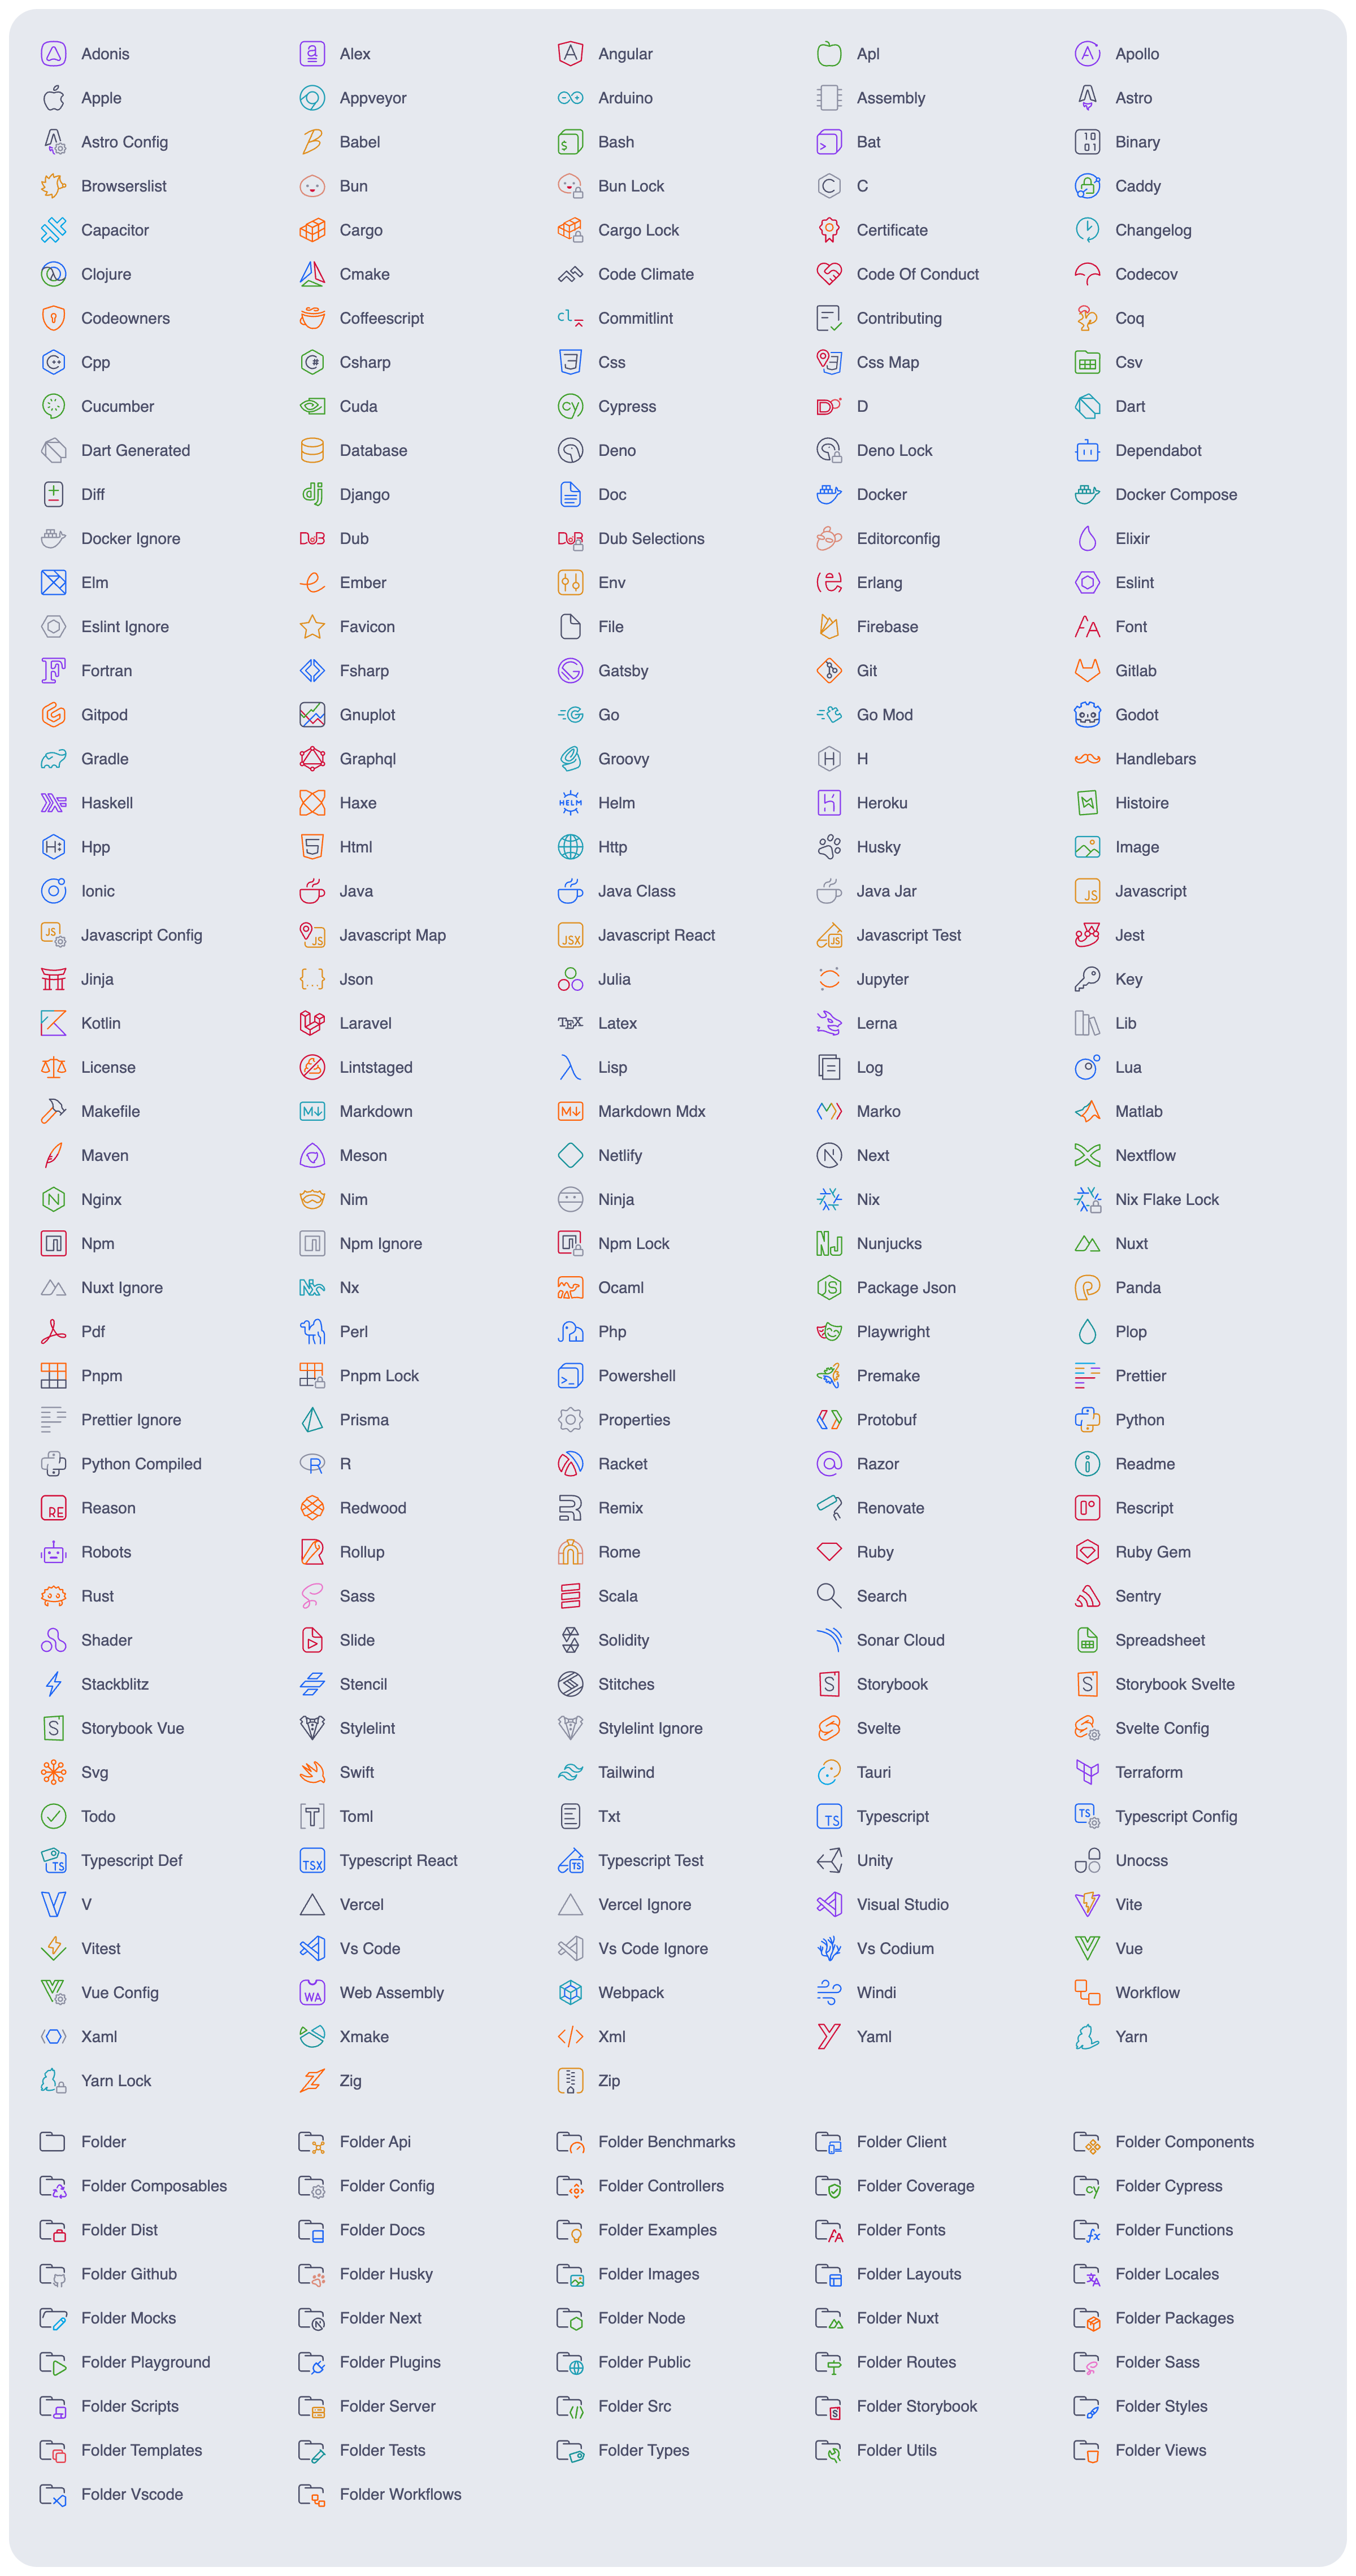 Adonis Alex Angular Apl Apollo
Apple Appveyor Arduino Assembly Astro
Astro Config Babel Bash Bat Binary
Browserslist Bun Bun Lock C Caddy
Capacitor Cargo Cargo Lock Certificate Changelog
Clojure Cmake Code Climate Code Of Conduct Codecov
Codeowners Coffeescript Commitlint Contributing Coq
Cpp Csharp Css Css Map Csv
Cucumber Cuda Cypress D Dart
Dart Generated Database Deno Deno Lock Dependabot
Diff Django Doc Docker Docker Compose
Docker Ignore Dub Dub Selections Editorconfig Elixir
Elm Ember Env Erlang Eslint
Eslint Ignore Favicon File Firebase Font
Fortran Fsharp Gatsby Git Gitlab
Gitpod Gnuplot Go Go Mod Godot
Gradle Graphql Groovy H Handlebars
Haskell Haxe Helm Heroku Histoire
Hpp Html Http Husky Image
Ionic Java Java Class Java Jar Javascript
Javascript Config Javascript Map Javascript React Javascript Test Jest
Jinja Json Julia Jupyter Key
Kotlin Laravel Latex Lerna Lib
License Lintstaged Lisp Log Lua
Makefile Markdown Markdown Mdx Marko Matlab
Maven Meson Netlify Next Nextflow
Nginx Nim Ninja Nix Nix Flake Lock
Npm Npm Ignore Npm Lock Nunjucks Nuxt
Nuxt Ignore Nx Ocaml Package Json Panda
Pdf Perl Php Playwright Plop
Pnpm Pnpm Lock Powershell Premake Prettier
Prettier Ignore Prisma Properties Protobuf Python
Python Compiled R Racket Razor Readme
Reason Redwood Remix Renovate Rescript
Robots Rollup Rome Ruby Ruby Gem
Rust Sass Scala Search Sentry
Shader Slide Solidity Sonar Cloud Spreadsheet
Stackblitz Stencil Stitches Storybook Storybook Svelte
Storybook Vue Stylelint Stylelint Ignore Svelte Svelte Config
Svg Swift Tailwind Tauri Terraform
Todo Toml Txt Typescript Typescript Config
Typescript Def Typescript React Typescript Test Unity Unocss
V Vercel Vercel Ignore Visual Studio Vite
Vitest Vs Code Vs Code Ignore Vs Codium Vue
Vue Config Web Assembly Webpack Windi Workflow
Xaml Xmake Xml Yaml Yarn
Yarn Lock Zig Zip
Folder Folder Api Folder Benchmarks Folder Client Folder Components
Folder Composables Folder Config Folder Controllers Folder Coverage Folder Cypress
Folder Dist Folder Docs Folder Examples Folder Fonts Folder Functions
Folder Github Folder Husky Folder Images Folder Layouts Folder Locales
Folder Mocks Folder Next Folder Node Folder Nuxt Folder Packages
Folder Playground Folder Plugins Folder Public Folder Routes Folder Sass
Folder Scripts Folder Server Folder Src Folder Storybook Folder Styles
Folder Templates Folder Tests Folder Types Folder Utils Folder Views
Folder Vscode Folder Workflows